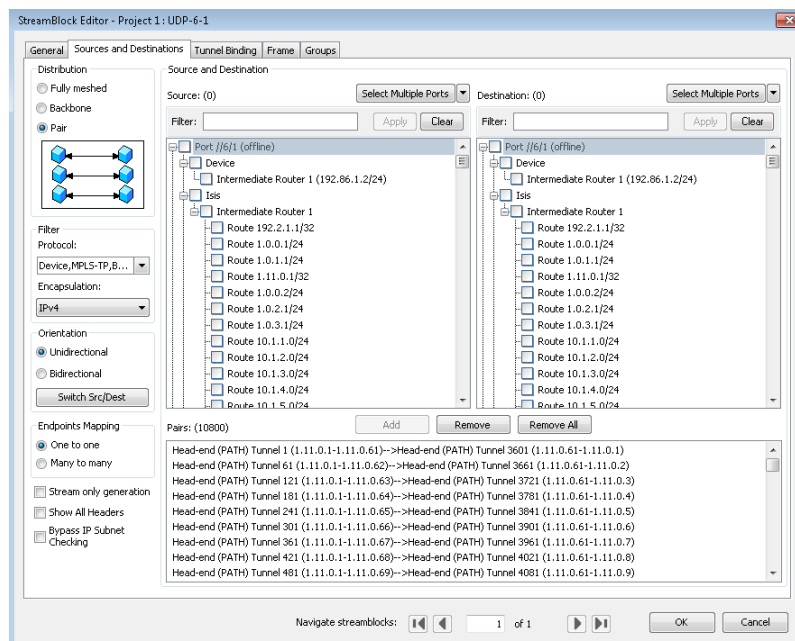 StreamBlock Editor - Project 1: UDP-6-1
General Sources and Destinations Tunnel Binding Frame Groups
Distribution
Fully meshed
Backbone
Pair
Filter
Protocol:
Device,MPLS-TP,B...
Encapsulation:
IPv4
Orientation
Unidirectional
Bidirectional
Switch Src/Dest
Endpoints Mapping
One to one
Many to many
Stream only generation
Show All Headers
Bypass IP Subnet
Checking
Source and Destination
Source: (0) Select Multiple Ports
Filter: Apply Clear
Port //6/1 (offline)
Device
Intermediate Router 1 (192.86.1.2/24)
Isis
Intermediate Router 1
Route 192.2.1.1/32
Route 1.0.0.1/24
Route 1.0.1.1/24
Route 1.11.0.1/32
Route 1.0.0.2/24
Route 1.0.2.1/24
Route 1.0.3.1/24
Route 10.1.1.0/24
Route 10.1.2.0/24
Route 10.1.3.0/24
Route 10.1.4.0/24
Route 10.1.5.0/24
Destination: (0) Select Multiple Ports
Filter: Apply Clear
Port //6/1 (offline)
Device
Intermediate Router 1 (192.86.1.2/24)
Isis
Intermediate Router 1
Route 192.2.1.1/32
Route 1.0.0.1/24
Route 1.0.1.1/24
Route 1.11.0.1/32
Route 1.0.0.2/24
Route 1.0.2.1/24
Route 1.0.3.1/24
Route 10.1.1.0/24
Route 10.1.2.0/24
Route 10.1.3.0/24
Route 10.1.4.0/24
Route 10.1.5.0/24
Pairs: (10800) Add Remove Remove All
Head-end (PATH) Tunnel 1 (1.11.0.1-1.11.0.61)-->Head-end (PATH) Tunnel 3601 (1.11.0.61-1.11.0.1)
Head-end (PATH) Tunnel 61 (1.11.0.1-1.11.0.62)-->Head-end (PATH) Tunnel 3661 (1.11.0.61-1.11.0.2)
Head-end (PATH) Tunnel 121 (1.11.0.1-1.11.0.63)-->Head-end (PATH) Tunnel 3721 (1.11.0.61-1.11.0.3)
Head-end (PATH) Tunnel 181 (1.11.0.1-1.11.0.64)-->Head-end (PATH) Tunnel 3781 (1.11.0.61-1.11.0.4)
Head-end (PATH) Tunnel 241 (1.11.0.1-1.11.0.65)-->Head-end (PATH) Tunnel 3841 (1.11.0.61-1.11.0.5)
Head-end (PATH) Tunnel 301 (1.11.0.1-1.11.0.66)-->Head-end (PATH) Tunnel 3901 (1.11.0.61-1.11.0.6)
Head-end (PATH) Tunnel 361 (1.11.0.1-1.11.0.67)-->Head-end (PATH) Tunnel 3961 (1.11.0.61-1.11.0.7)
Head-end (PATH) Tunnel 421 (1.11.0.1-1.11.0.68)-->Head-end (PATH) Tunnel 4021 (1.11.0.61-1.11.0.8)
Head-end (PATH) Tunnel 481 (1.11.0.1-1.11.0.69)-->Head-end (PATH) Tunnel 4081 (1.11.0.61-1.11.0.9)
Navigate streamblocks: 1 of 1 OK Cancel